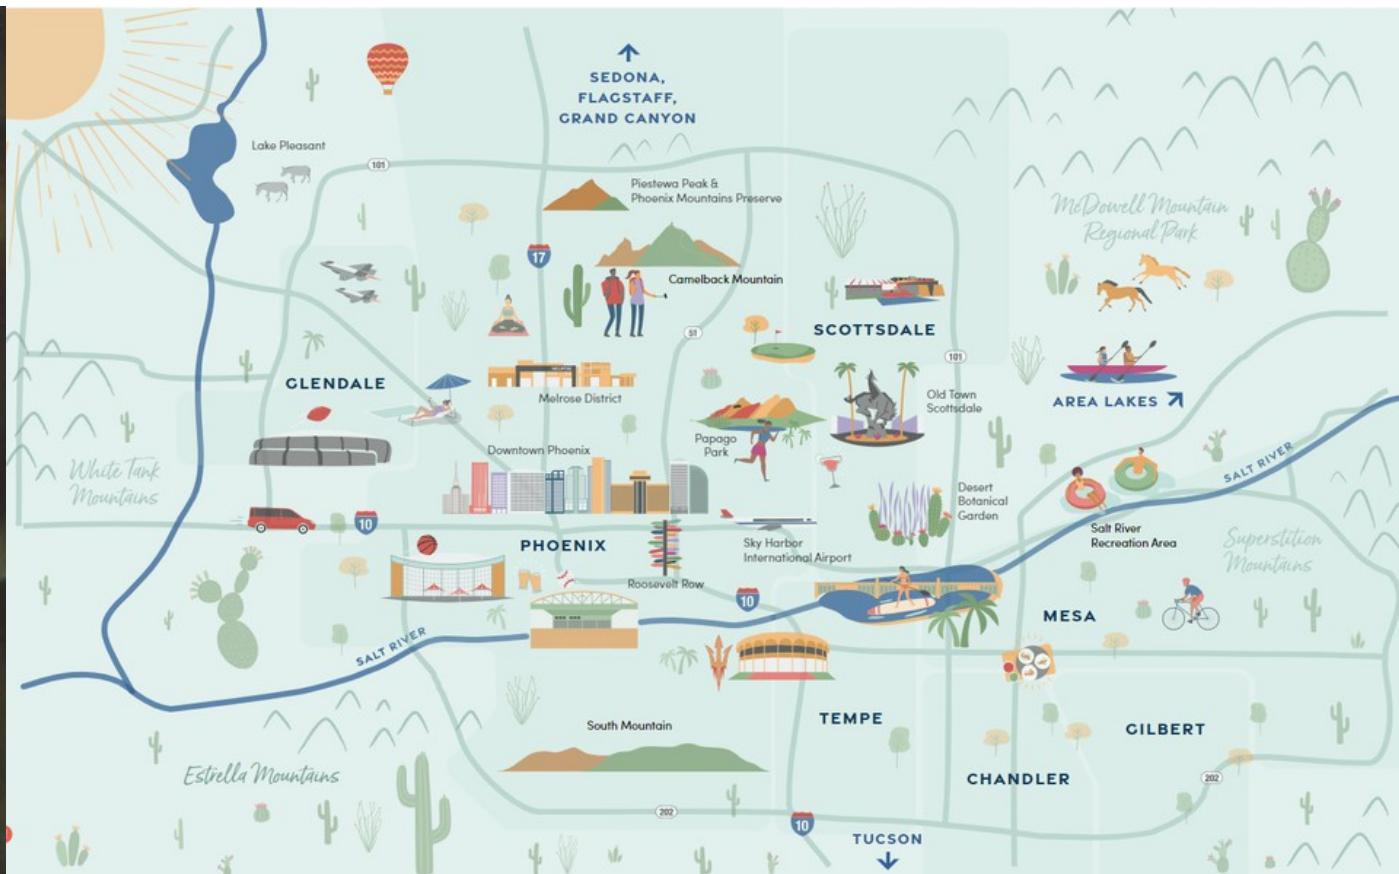 SEDONA,
FLAGSTAFF,
GRAND CANYON
Lake Pleasant
101
Piestewa Peak &
Phoenix Mountains Preserve
McDowell Mountain
Regional Park
17
Camelback Mountain
SCOTTSDALE
51
101
GLENDALE
Melrose District
Old Town
Scottsdale
AREA LAKES
Papago
Park
Downtown Phoenix
White Tank
Mountains
SALT RIVER
Desert
Botanical
Garden
10
PHOENIX
Sky Harbor
International Airport
Salt River
Recreation Area
Superstition
Mountains
Roosevelt Row
10
MESA
SALT RIVER
South Mountain
TEMPE
GILBERT
Estrella Mountains
CHANDLER
202
202
10
TUCSON